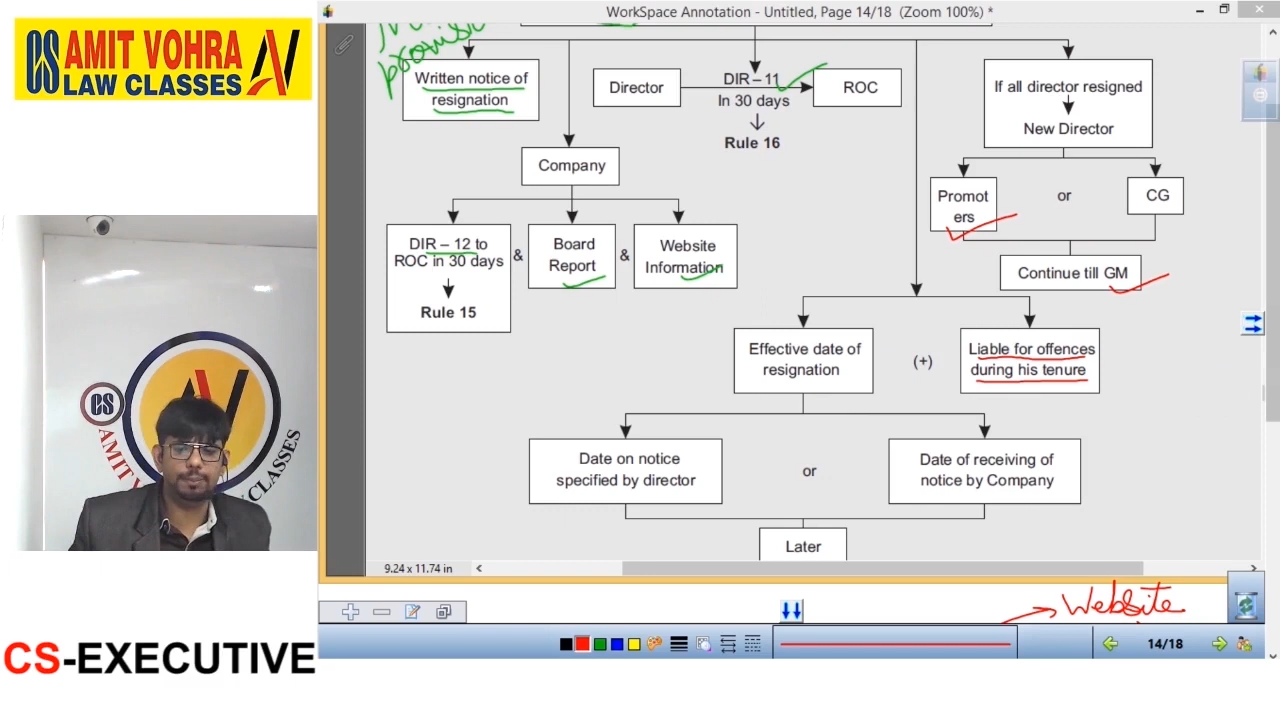 AMIT VOHRA
CS
LAW CLASSES
WorkSpace Annotation - Untitled, Page 14/18 (Zoom 100%) *
Written notice of
resignation
Director
DIR – 11
In 30 days
Rule 16
ROC
If all director resigned
New Director
Company
Promot
ers
or
CG
DIR – 12 to
ROC in 30 days
Rule 15
&
Board
Report
&
Website
Information
Continue till GM
Effective date of
resignation
(+)
Liable for offences
during his tenure
Date on notice
specified by director
or
Date of receiving of
notice by Company
Later
9.24 x 11.74 in
Website
14/18
CS
CLASSES
CS-EXECUTIVE